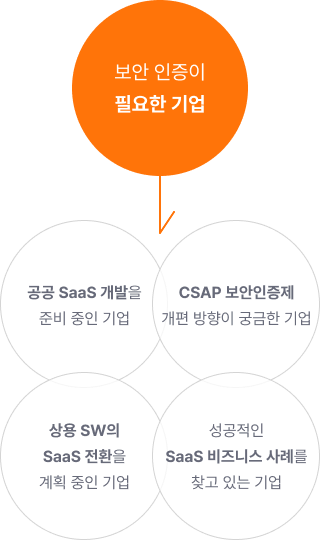 보안 인증이
필요한 기업
공공 SaaS 개발을
준비 중인 기업
CSAP 보안인증제
개편 방향이 궁금한 기업
상용 SW의
SaaS 전환을
계획 중인 기업
성공적인
SaaS 비즈니스 사례를
찾고 있는 기업